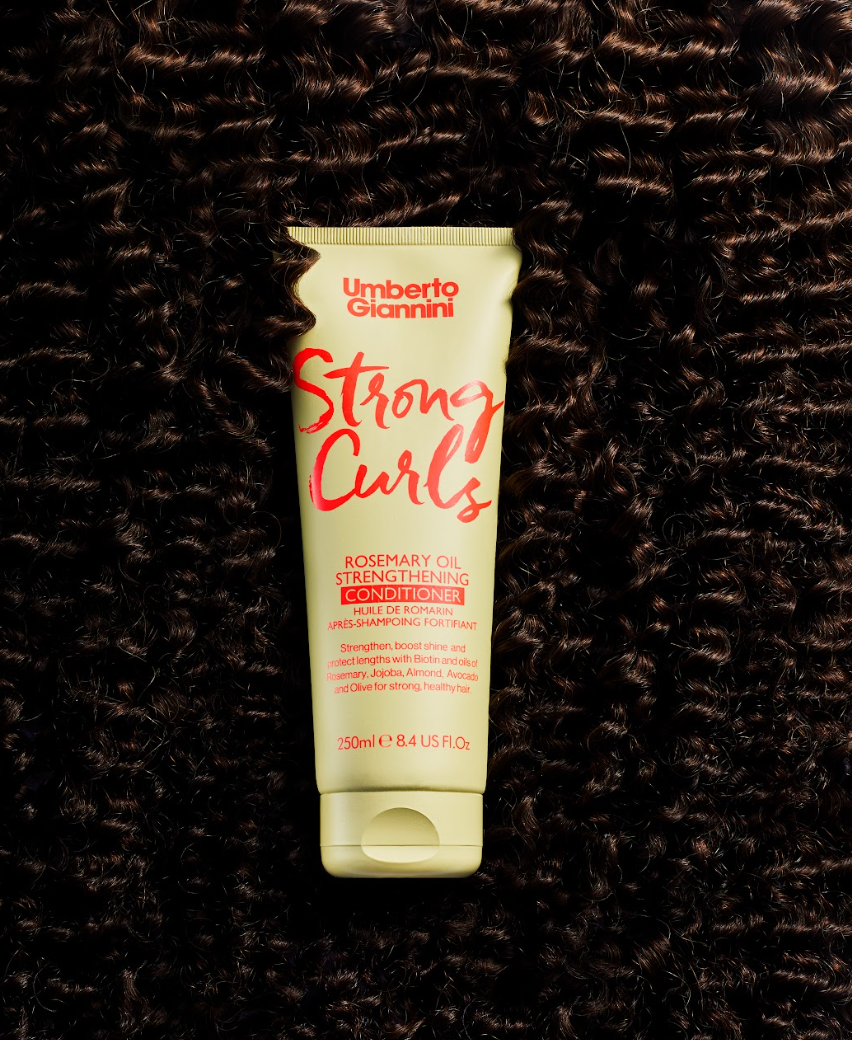 Umberto
Giannini
Strong
Curls
ROSEMARY OIL
STRENGTHENING
CONDITIONER
HUILE DE ROMARIN
APRÈS-SHAMPOING FORTIFIANT
Strengthen, boost shine and
protect lengths with Biotin and oils of
Rosemary, Jojoba, Almond, Avocado
and Olive for strong, healthy hair.
250ml ℮ 8.4 US Fl.Oz